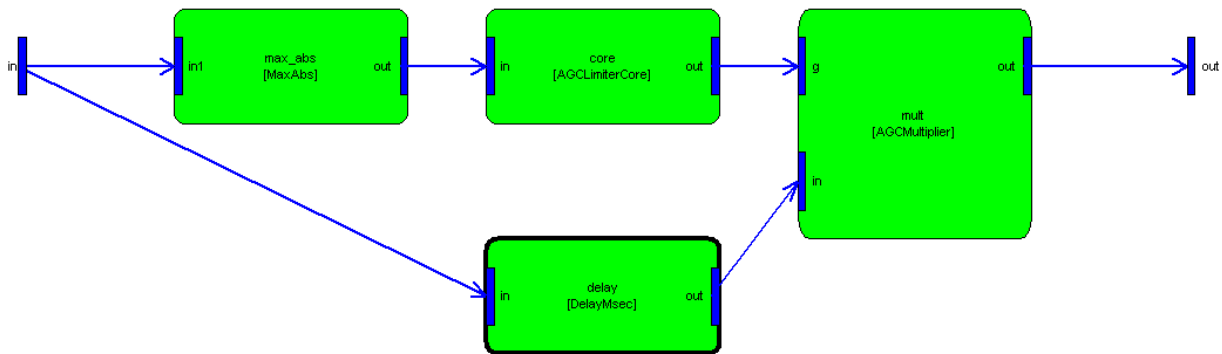 in
in1
max_abs
[MaxAbs]
out
in
core
[AGCLimiterCore]
out
g
in
mult
[AGCMultiplier]
out
out
in
delay
[DelayMsec]
out